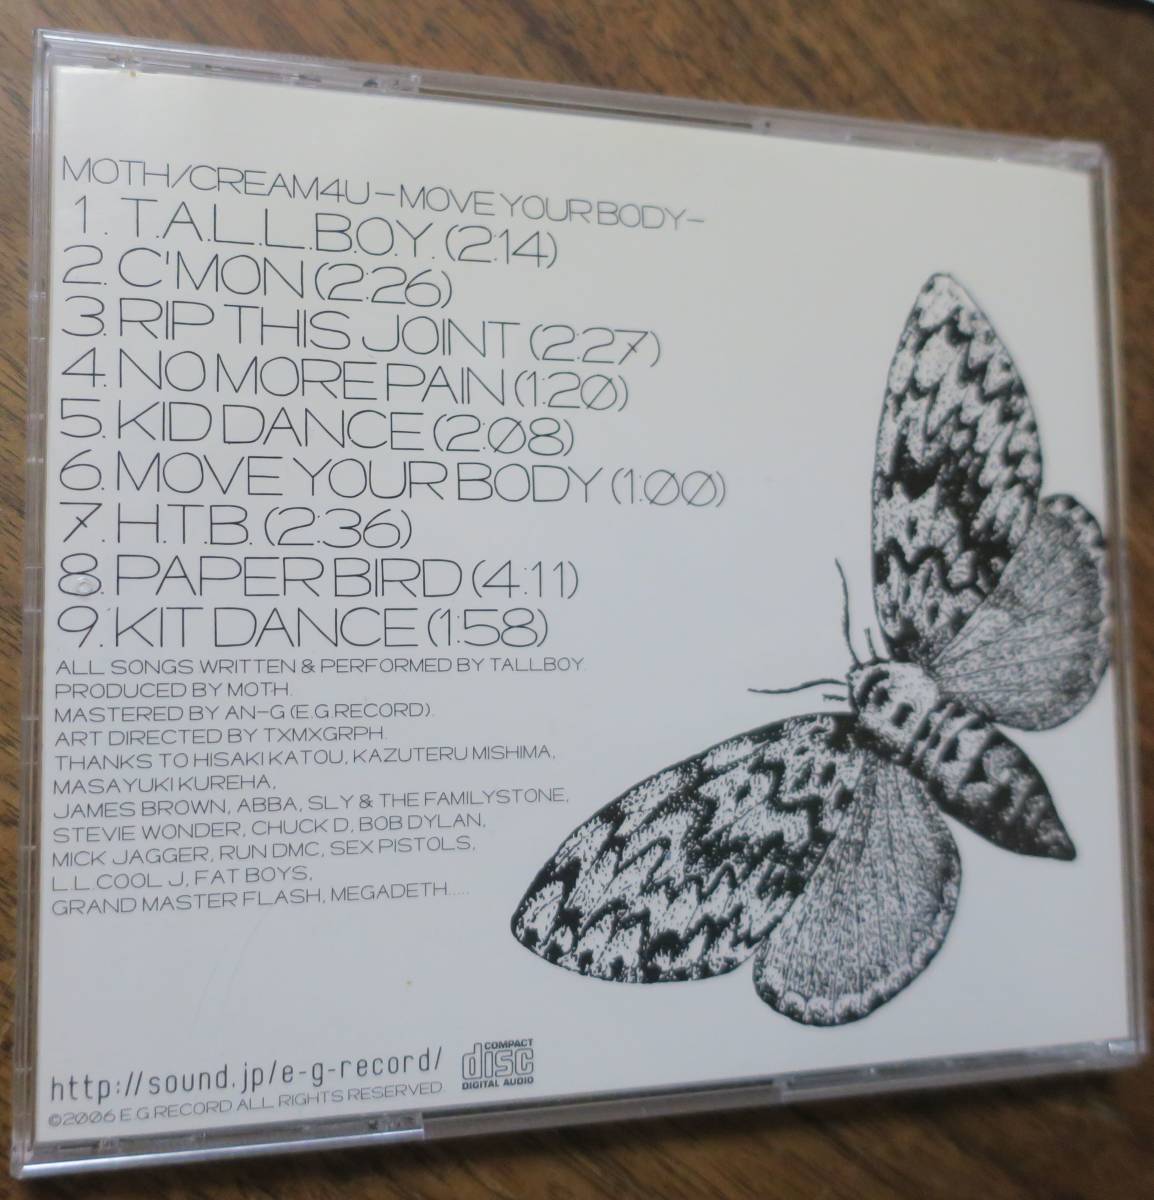 MOTH/CREAM4U-MOVE YOUR BODY-
1. T.A.L.L.B.O.Y. (2:14)
2. C'MON (2:26)
3. RIP THIS JOINT (2:27)
4. NO MORE PAIN (1:20)
5. KID DANCE (2:08)
6. MOVE YOUR BODY (1:00)
7. H.T.B. (2:36)
8. PAPER BIRD (4:11)
9. KIT DANCE (1:58)
ALL SONGS WRITTEN & PERFORMED BY TALLBOY.
PRODUCED BY MOTH.
MASTERED BY AN-G (E.G.RECORD).
ART DIRECTED BY TXMXGRPH.
THANKS TO HISAKI KATOU, KAZUTERU MISHIMA,
MASAYUKI KUREHA,
JAMES BROWN, ABBA, SLY & THE FAMILYSTONE,
STEVIE WONDER, CHUCK D, BOB DYLAN,
MICK JAGGER, RUN DMC, SEX PISTOLS,
L.L.COOL J, FAT BOYS,
GRAND MASTER FLASH, MEGADETH.....
http://sound.jp/e-g-record/
COMPACT
disc
DIGITAL AUDIO
©2006 E.G.RECORD ALL RIGHTS RESERVED.